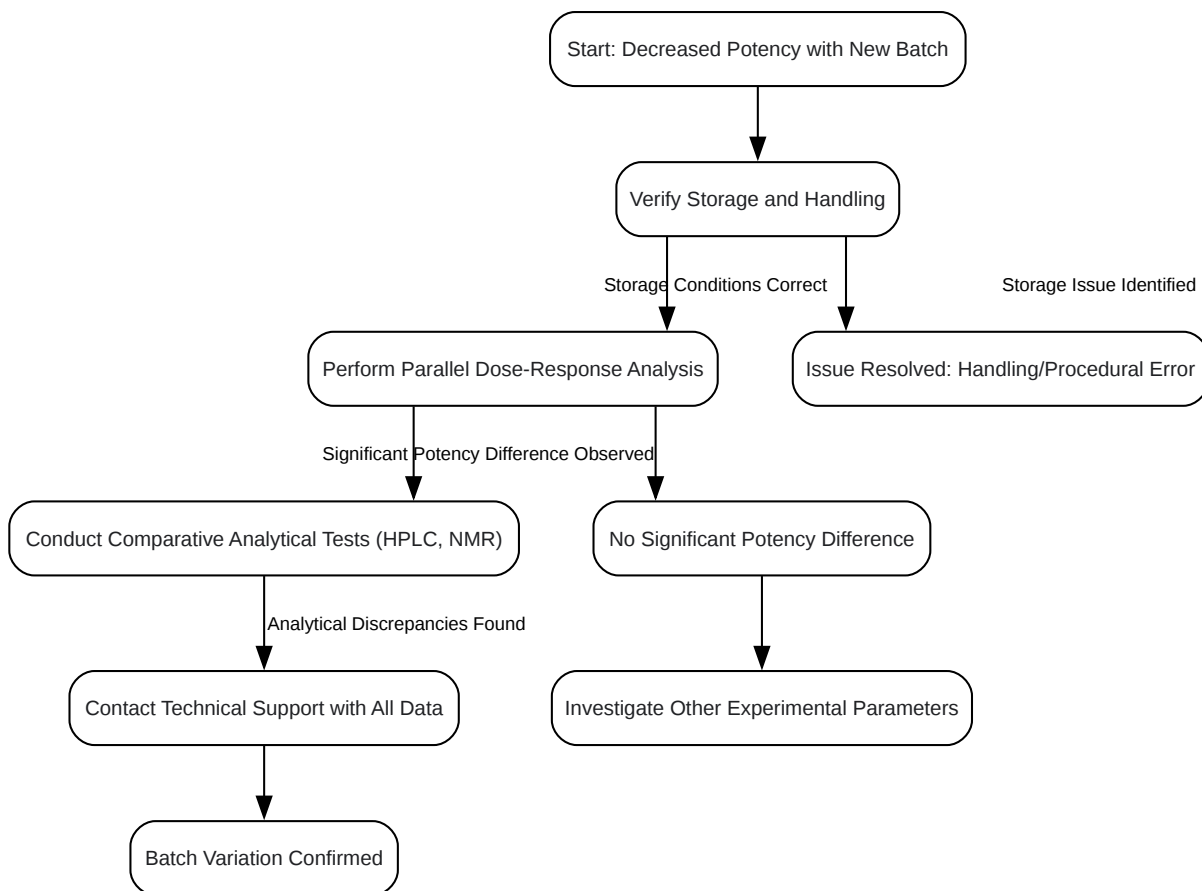 Start: Decreased Potency with New Batch
Verify Storage and Handling
Storage Conditions Correct
Storage Issue Identified
Perform Parallel Dose-Response Analysis
Issue Resolved: Handling/Procedural Error
Significant Potency Difference Observed
Conduct Comparative Analytical Tests (HPLC, NMR)
No Significant Potency Difference
Analytical Discrepancies Found
Contact Technical Support with All Data
Investigate Other Experimental Parameters
Batch Variation Confirmed